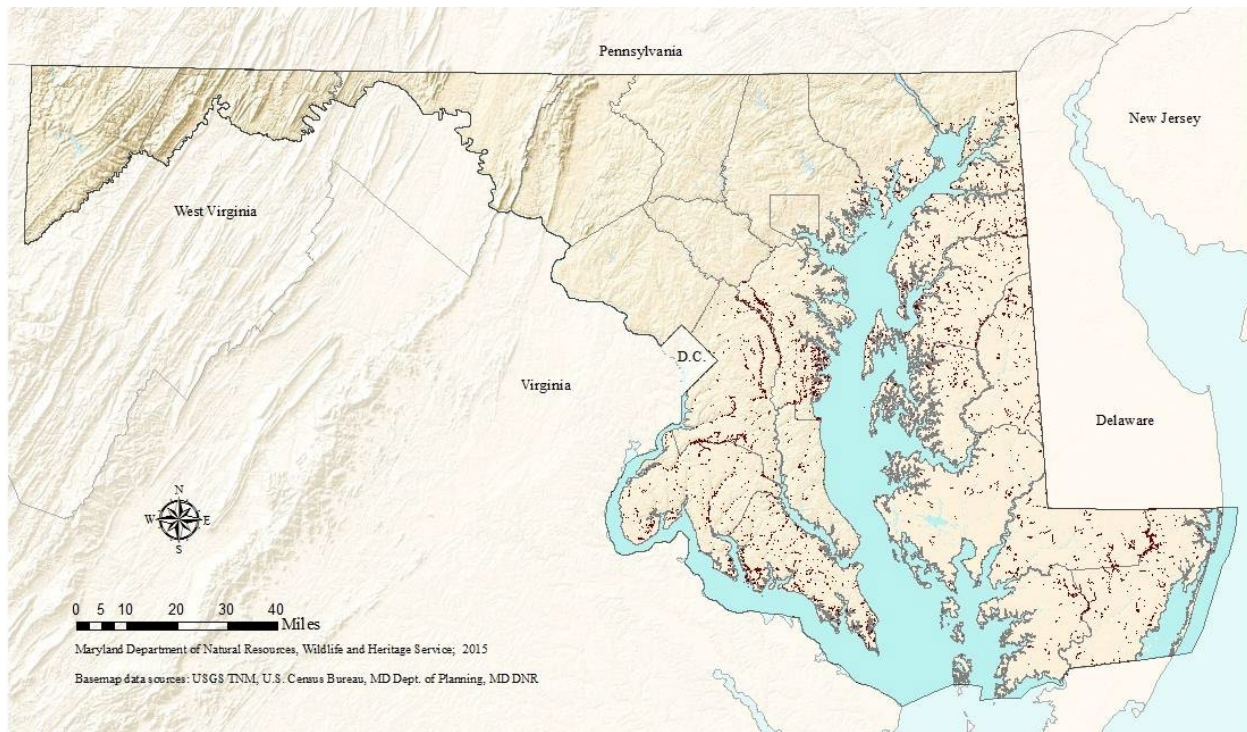 Pennsylvania
New Jersey
West Virginia
D.C.
Virginia
Delaware
N
W E
S
0 5 10 20 30 40
Miles
Maryland Department of Natural Resources, Wildlife and Heritage Service; 2015
Basemap data sources: USGS TNM, U.S. Census Bureau, MD Dept. of Planning, MD DNR